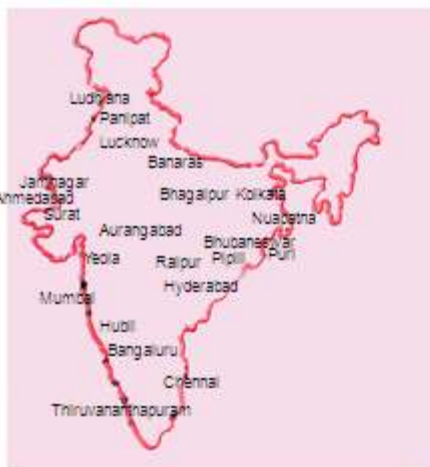 Ludhiana
Panipat
Lucknow
Banaras
Jamnagar
Ahmedabad
Bhagalpur Kolkata
Surat
Nuapatna
Aurangabad
Bhubaneswar
Yeola
Raipur Pipili Puri
Hyderabad
Mumbai
Hubli
Bangaluru
Chennai
Thiruvananthapuram